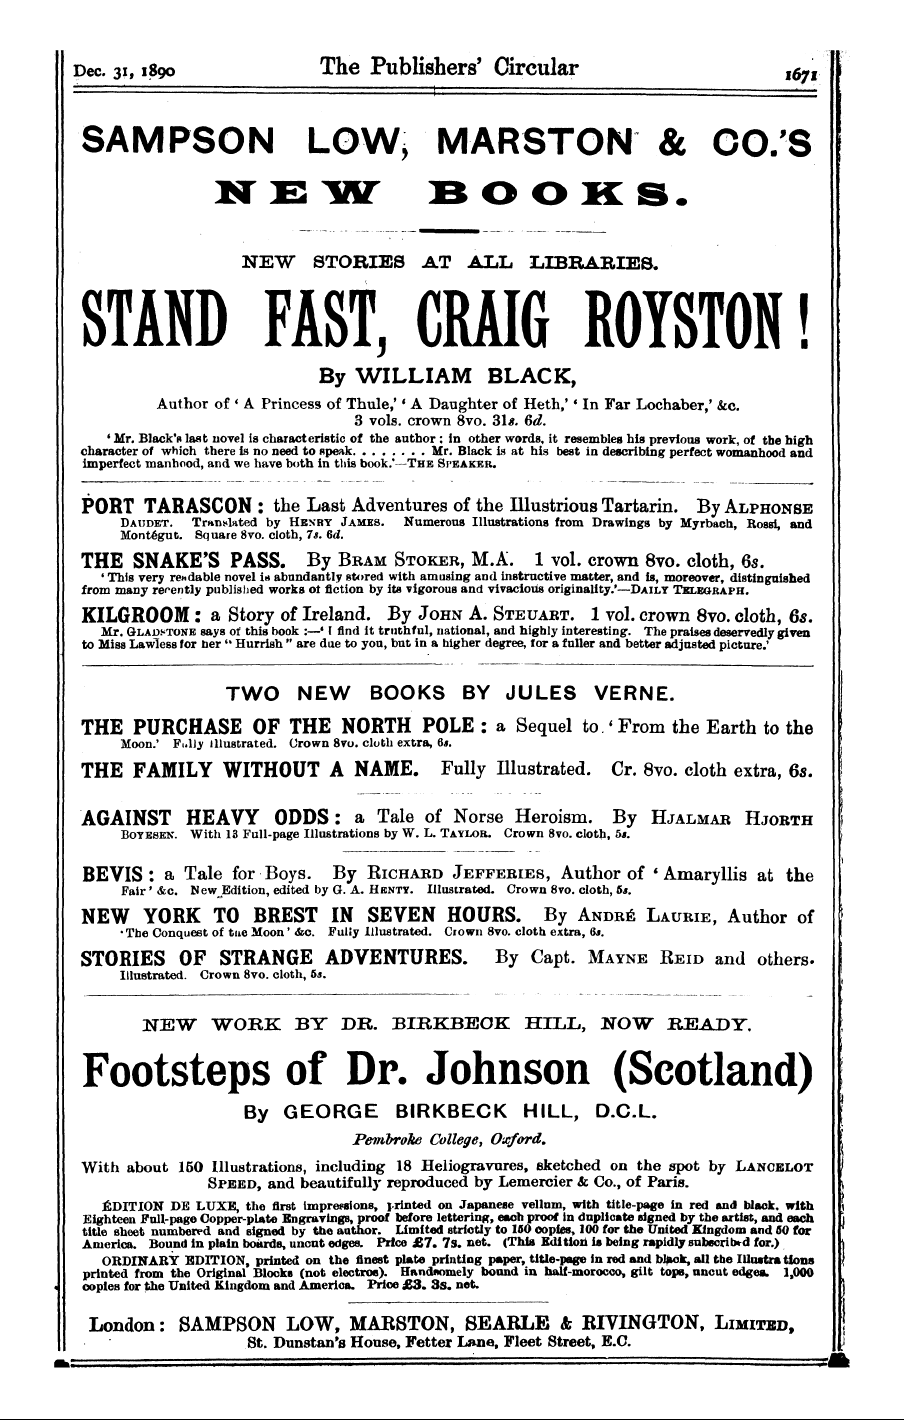 Dec. 31, 1890 The Publishers' Circular 1671
SAMPSON LOW, MARSTON & CO.'S
NEW BOOKS.
NEW STORIES AT ALL LIBRARIES.
STAND FAST, CRAIG ROYSTON!
By WILLIAM BLACK,
Author of ' A Princess of Thule,' ' A Daughter of Heth,' ' In Far Lochaber,' &c.
3 vols. crown 8vo. 31s. 6d.
' Mr. Black's last novel is characteristic of the author ; in other words, it resembles his previous work, of the high
character of which there is no need to speak. . . . . . . . Mr. Black is at his best in describing perfect womanhood and
imperfect manhood, and we have both in this book.'—THE SPEAKER.
PORT TARASCON : the Last Adventures of the Illustrious Tartarin. By ALPHONSE
DAUDET. Translated by HENRY JAMES. Numerous Illustrations from Drawings by Myrbach, Rossi, and
Montégut. Square 8vo. cloth, 7s. 6d.
THE SNAKE'S PASS. By BRAM STOKER, M.A. 1 vol. crown 8vo. cloth, 6s.
' This very readable novel is abundantly stored with amusing and instructive matter, and is, moreover, distinguished
from many recently published works of fiction by its vigorous and vivacious originality.'—DAILY TELEGRAPH.
KILGROOM : a Story of Ireland. By JOHN A. STEUART. 1 vol. crown 8vo. cloth, 6s.
Mr. GLADSTONE says of this book :—' I find it truthful, national, and highly interesting. The praises deservedly given
to Miss Lawless for her " Hurrish " are due to you, but in a higher degree, for a fuller and better adjusted picture.'
TWO NEW BOOKS BY JULES VERNE.
THE PURCHASE OF THE NORTH POLE : a Sequel to ' From the Earth to the
Moon.' Fully illustrated. Crown 8vo. cloth extra, 6s.
THE FAMILY WITHOUT A NAME. Fully Illustrated. Cr. 8vo. cloth extra, 6s.
AGAINST HEAVY ODDS : a Tale of Norse Heroism. By HJALMAR HJORTH
BOYESEN. With 13 Full-page Illustrations by W. L. TAYLOR. Crown 8vo. cloth, 5s.
BEVIS : a Tale for Boys. By RICHARD JEFFERIES, Author of ' Amaryllis at the
Fair ' &c. New Edition, edited by G. A. HENTY. Illustrated. Crown 8vo. cloth, 5s.
NEW YORK TO BREST IN SEVEN HOURS. By ANDRÉ LAURIE, Author of
' The Conquest of the Moon ' &c. Fully Illustrated. Crown 8vo. cloth extra, 6s.
STORIES OF STRANGE ADVENTURES. By Capt. MAYNE REID and others.
Illustrated. Crown 8vo. cloth, 5s.
NEW WORK BY DR. BIRKBECK HILL, NOW READY.
Footsteps of Dr. Johnson (Scotland)
By GEORGE BIRKBECK HILL, D.C.L.
Pembroke College, Oxford.
With about 150 Illustrations, including 18 Heliogravures, sketched on the spot by LANCELOT
SPEED, and beautifully reproduced by Lemercier & Co., of Paris.
ÉDITION DE LUXE, the first impressions, printed on Japanese vellum, with title-page in red and black, with
Eighteen Full-page Copper-plate Engravings, proof before lettering, each proof in duplicate signed by the artist, and each
title sheet numbered and signed by the author. Limited strictly to 150 copies, 100 for the United Kingdom and 50 for
America. Bound in plain boards, uncut edges. Price £7. 7s. net. (This Edition is being rapidly subscribed for.)
ORDINARY EDITION, printed on the finest plate printing paper, title-page in red and black, all the Illustrations
printed from the Original Blocks (not electros). Handsomely bound in half-morocco, gilt tops, uncut edges. 1,000
copies for the United Kingdom and America. Price £3. 3s. net.
London : SAMPSON LOW, MARSTON, SEARLE & RIVINGTON, LIMITED,
St. Dunstan's House, Fetter Lane, Fleet Street, E.C.